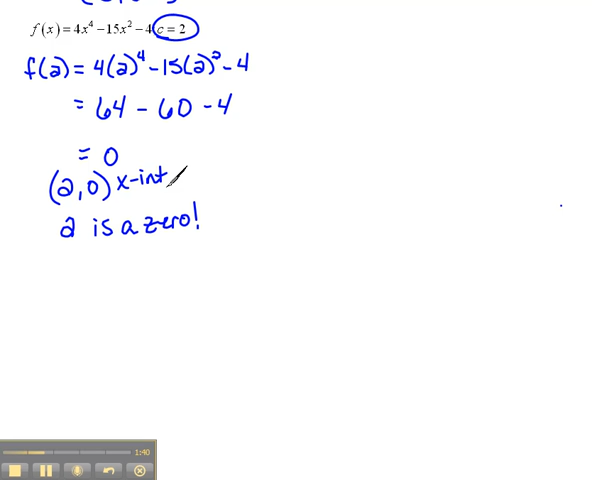 f(x) = 4x⁴ −15x² − 4 c = 2
f(2) = 4(2)⁴ − 15(2)² − 4
= 64 − 60 − 4
= 0
(2,0) x-int
2 is a zero!
1:40